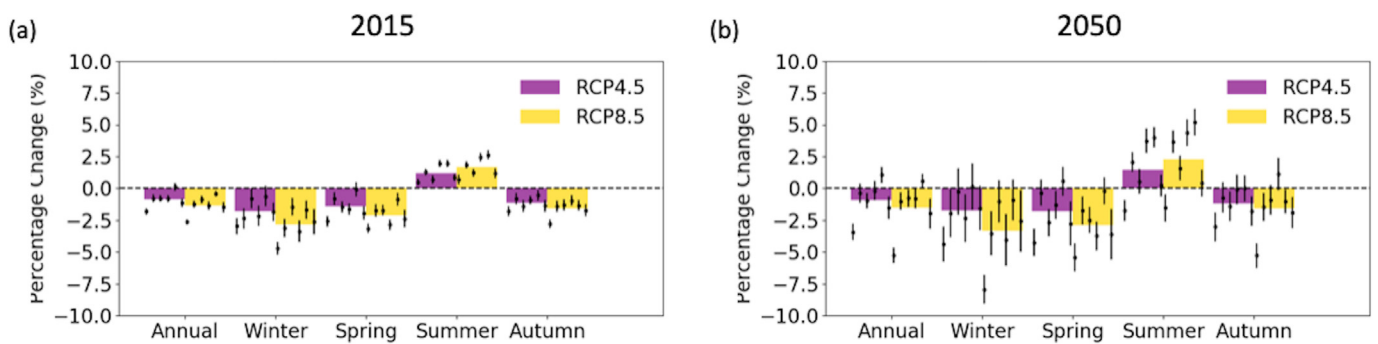 (a) 2015
Percentage Change (%)
10.0
7.5
5.0
2.5
0.0
−2.5
−5.0
−7.5
−10.0
RCP4.5
RCP8.5
Annual Winter Spring Summer Autumn
(b) 2050
Percentage Change (%)
10.0
7.5
5.0
2.5
0.0
−2.5
−5.0
−7.5
−10.0
RCP4.5
RCP8.5
Annual Winter Spring Summer Autumn